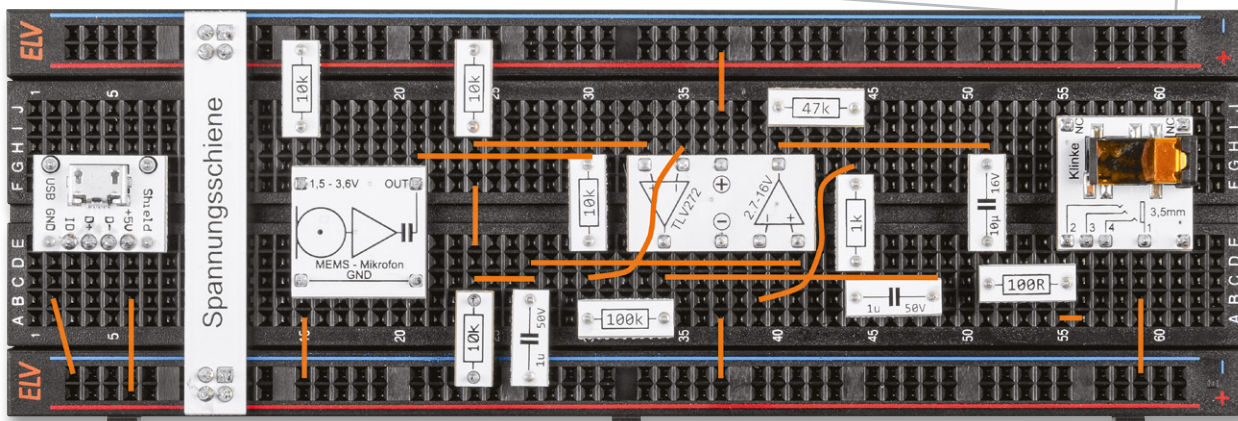 ELV
−
+
1
5
20
25
30
35
45
50
55
60
J
I
H
G
F
J
I
H
G
F
Spannungsschiene
10k
10k
47k
NC
NC
Klinke
3,5mm
2
3
4
1
USB
GND
ID
D+
D-
+5V
Shield
1,5 - 3,6V
OUT
MEMS - Mikrofon
GND
10k
TLV272
+
−
2.7-16V
1k
10µ 16V
100R
1u 50V
100k
10k
1u 50V
E
D
C
B
A
E
D
C
B
A
1
5
20
30
35
40
45
50
55
60
ELV
−
+